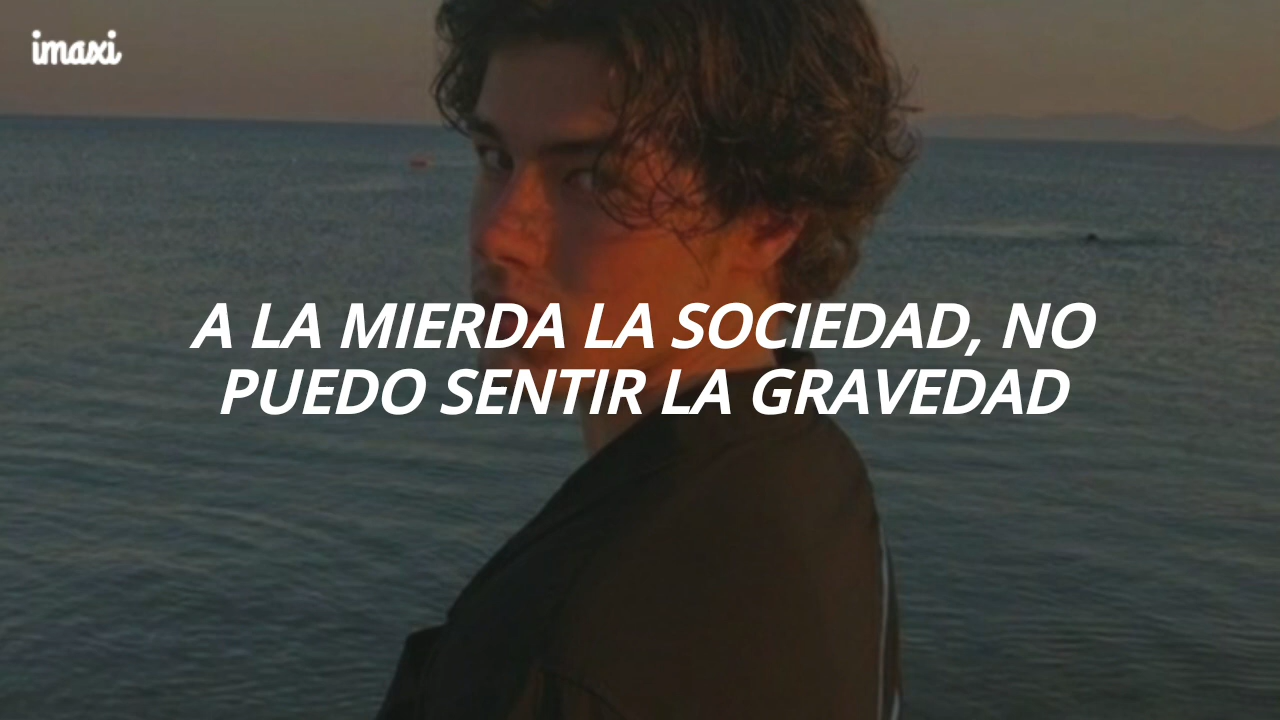 imaxi
A LA MIERDA LA SOCIEDAD, NO
PUEDO SENTIR LA GRAVEDAD